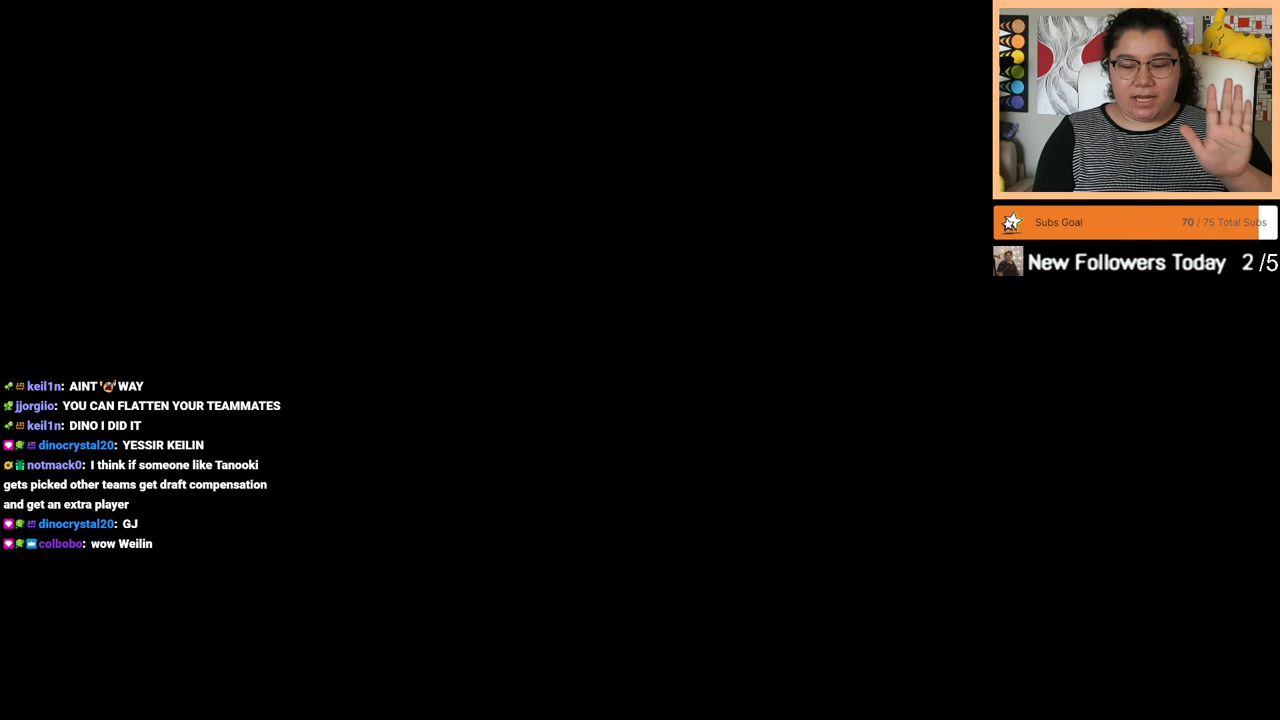 Subs Goal 70 / 75 Total Subs
New Followers Today 2 /5
keil1n: AINT WAY
jjorgiio: YOU CAN FLATTEN YOUR TEAMMATES
keil1n: DINO I DID IT
dinocrystal20: YESSIR KEILIN
notmack0: I think if someone like Tanooki
gets picked other teams get draft compensation
and get an extra player
dinocrystal20: GJ
colbobo: wow Weilin